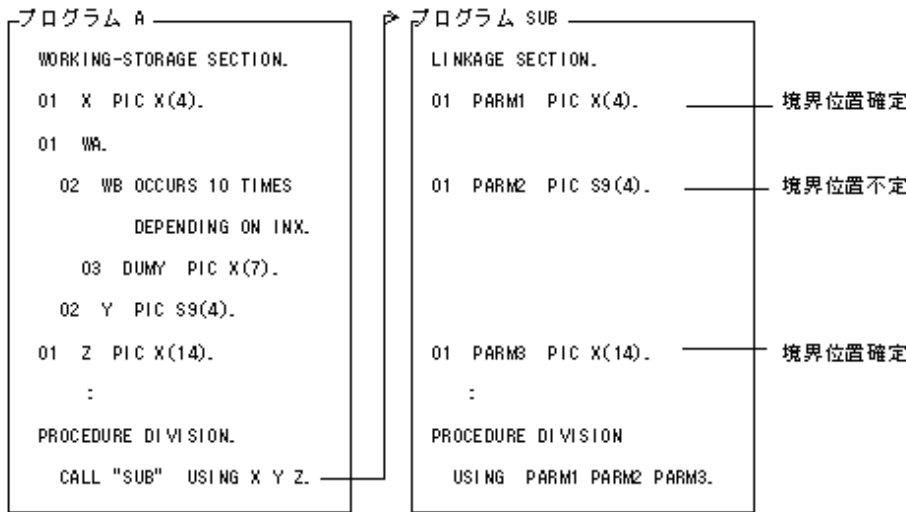 プログラム A
WORKING-STORAGE SECTION.
01 X PIC X(4).
01 WA.
02 WB OCCURS 10 TIMES
DEPENDING ON INX.
03 DUMY PIC X(7).
02 Y PIC S9(4).
01 Z PIC X(14).
:
PROCEDURE DIVISION.
CALL "SUB" USING X Y Z.
プログラム SUB
LINKAGE SECTION.
01 PARM1 PIC X(4).
境界位置確定
01 PARM2 PIC S9(4).
境界位置不定
01 PARM3 PIC X(14).
境界位置確定
:
PROCEDURE DIVISION
USING PARM1 PARM2 PARM3.